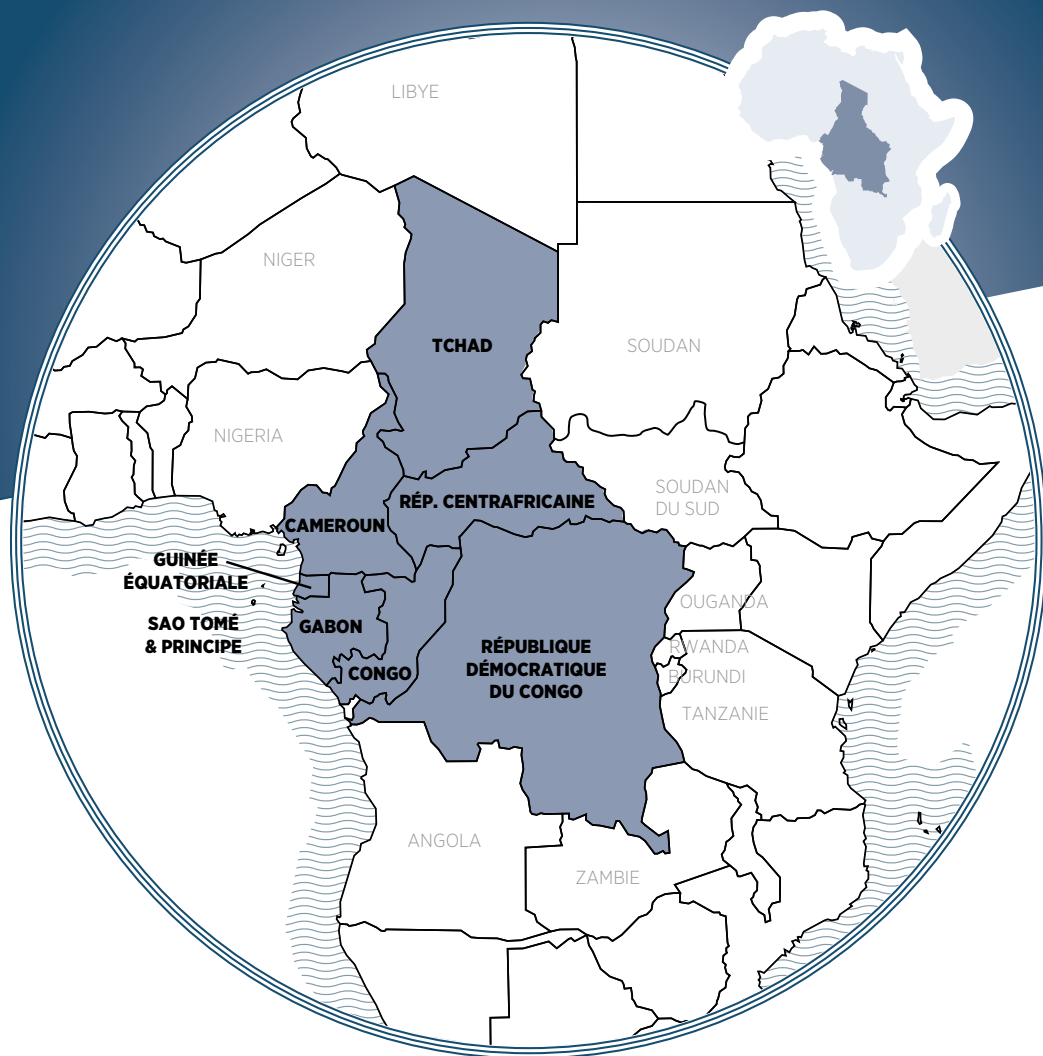 LIBYE
NIGER
TCHAD
SOUDAN
NIGERIA
SOUDAN
DU SUD
RÉP. CENTRAFRICAINE
CAMEROUN
GUINÉE
ÉQUATORIALE
SAO TOMÉ
& PRINCIPE
GABON
CONGO
RÉPUBLIQUE
DÉMOCRATIQUE
DU CONGO
OUGANDA
RWANDA
BURUNDI
TANZANIE
ANGOLA
ZAMBIE